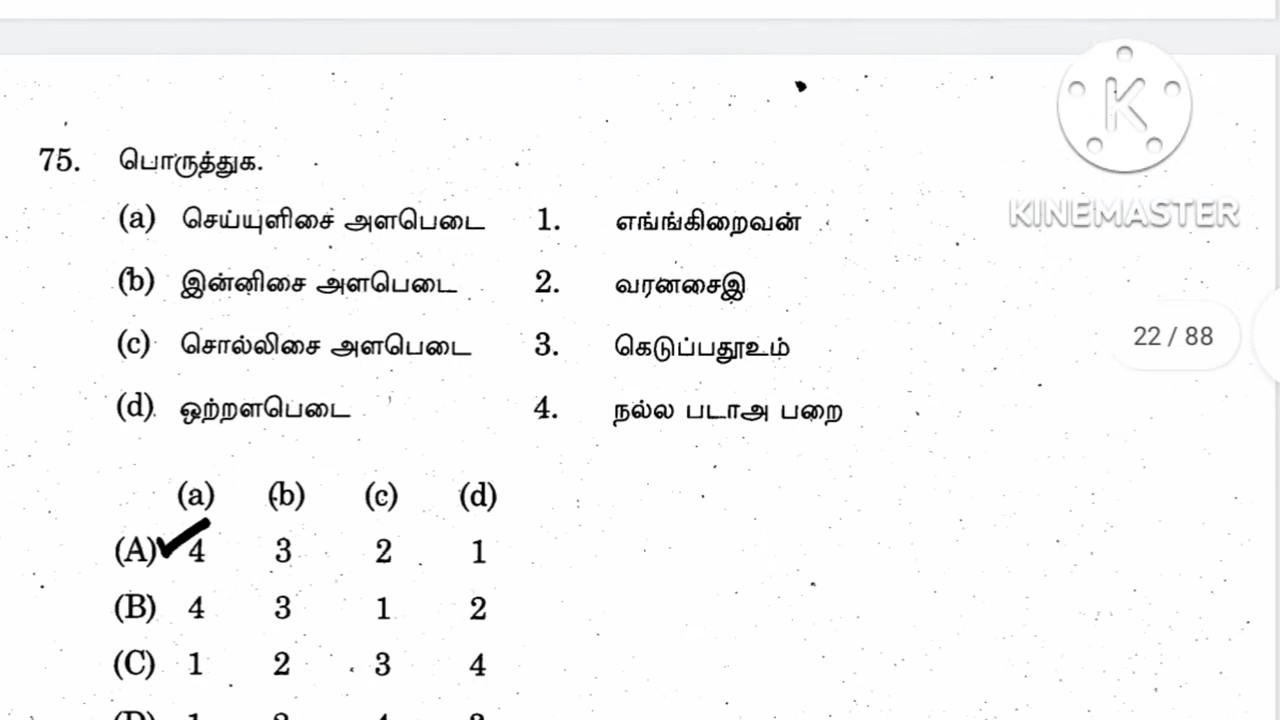 75. பொருத்துக.
(a) செய்யுளிசை அளபெடை 1. எங்ங்கிறைவன்
(b) இன்னிசை அளபெடை 2. வரனசைஇ
(c) சொல்லிசை அளபெடை 3. கெடுப்பதூஉம்
(d) ஒற்றளபெடை 4. நல்ல படாஅ பறை
(a) (b) (c) (d)
(A) 4 3 2 1
(B) 4 3 1 2
(C) 1 2 3 4
KINEMASTER
22 / 88